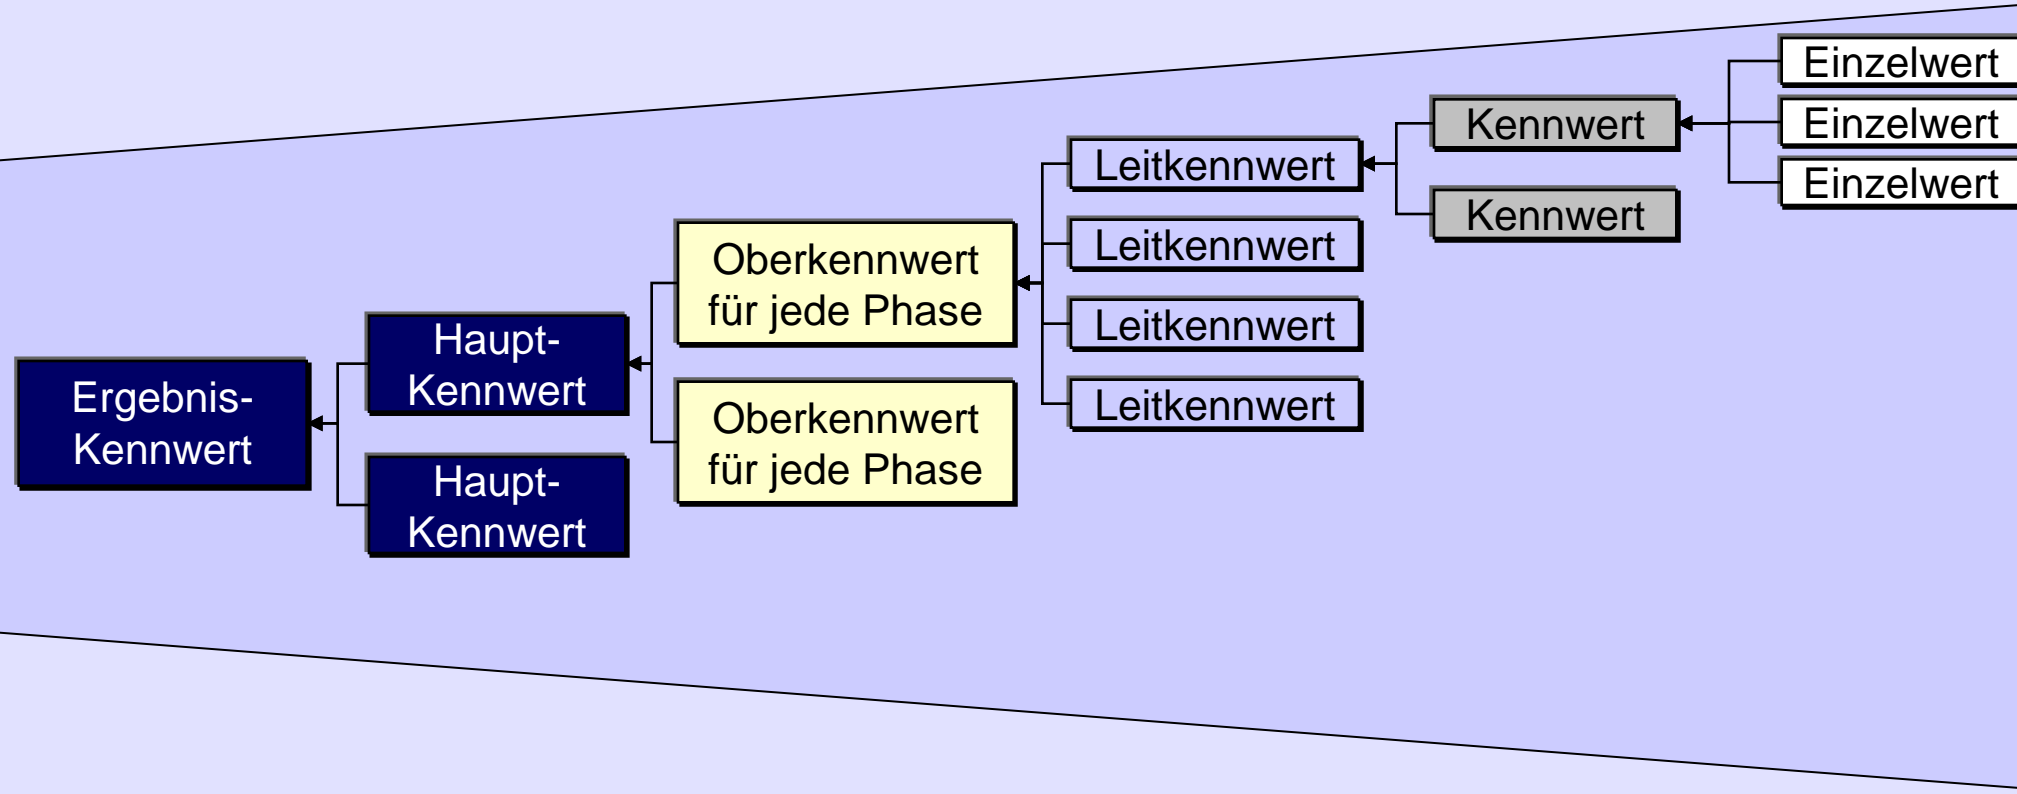 Ergebnis-
Kennwert
Haupt-
Kennwert
Haupt-
Kennwert
Oberkennwert
für jede Phase
Oberkennwert
für jede Phase
Leitkennwert
Leitkennwert
Leitkennwert
Leitkennwert
Kennwert
Kennwert
Einzelwert
Einzelwert
Einzelwert